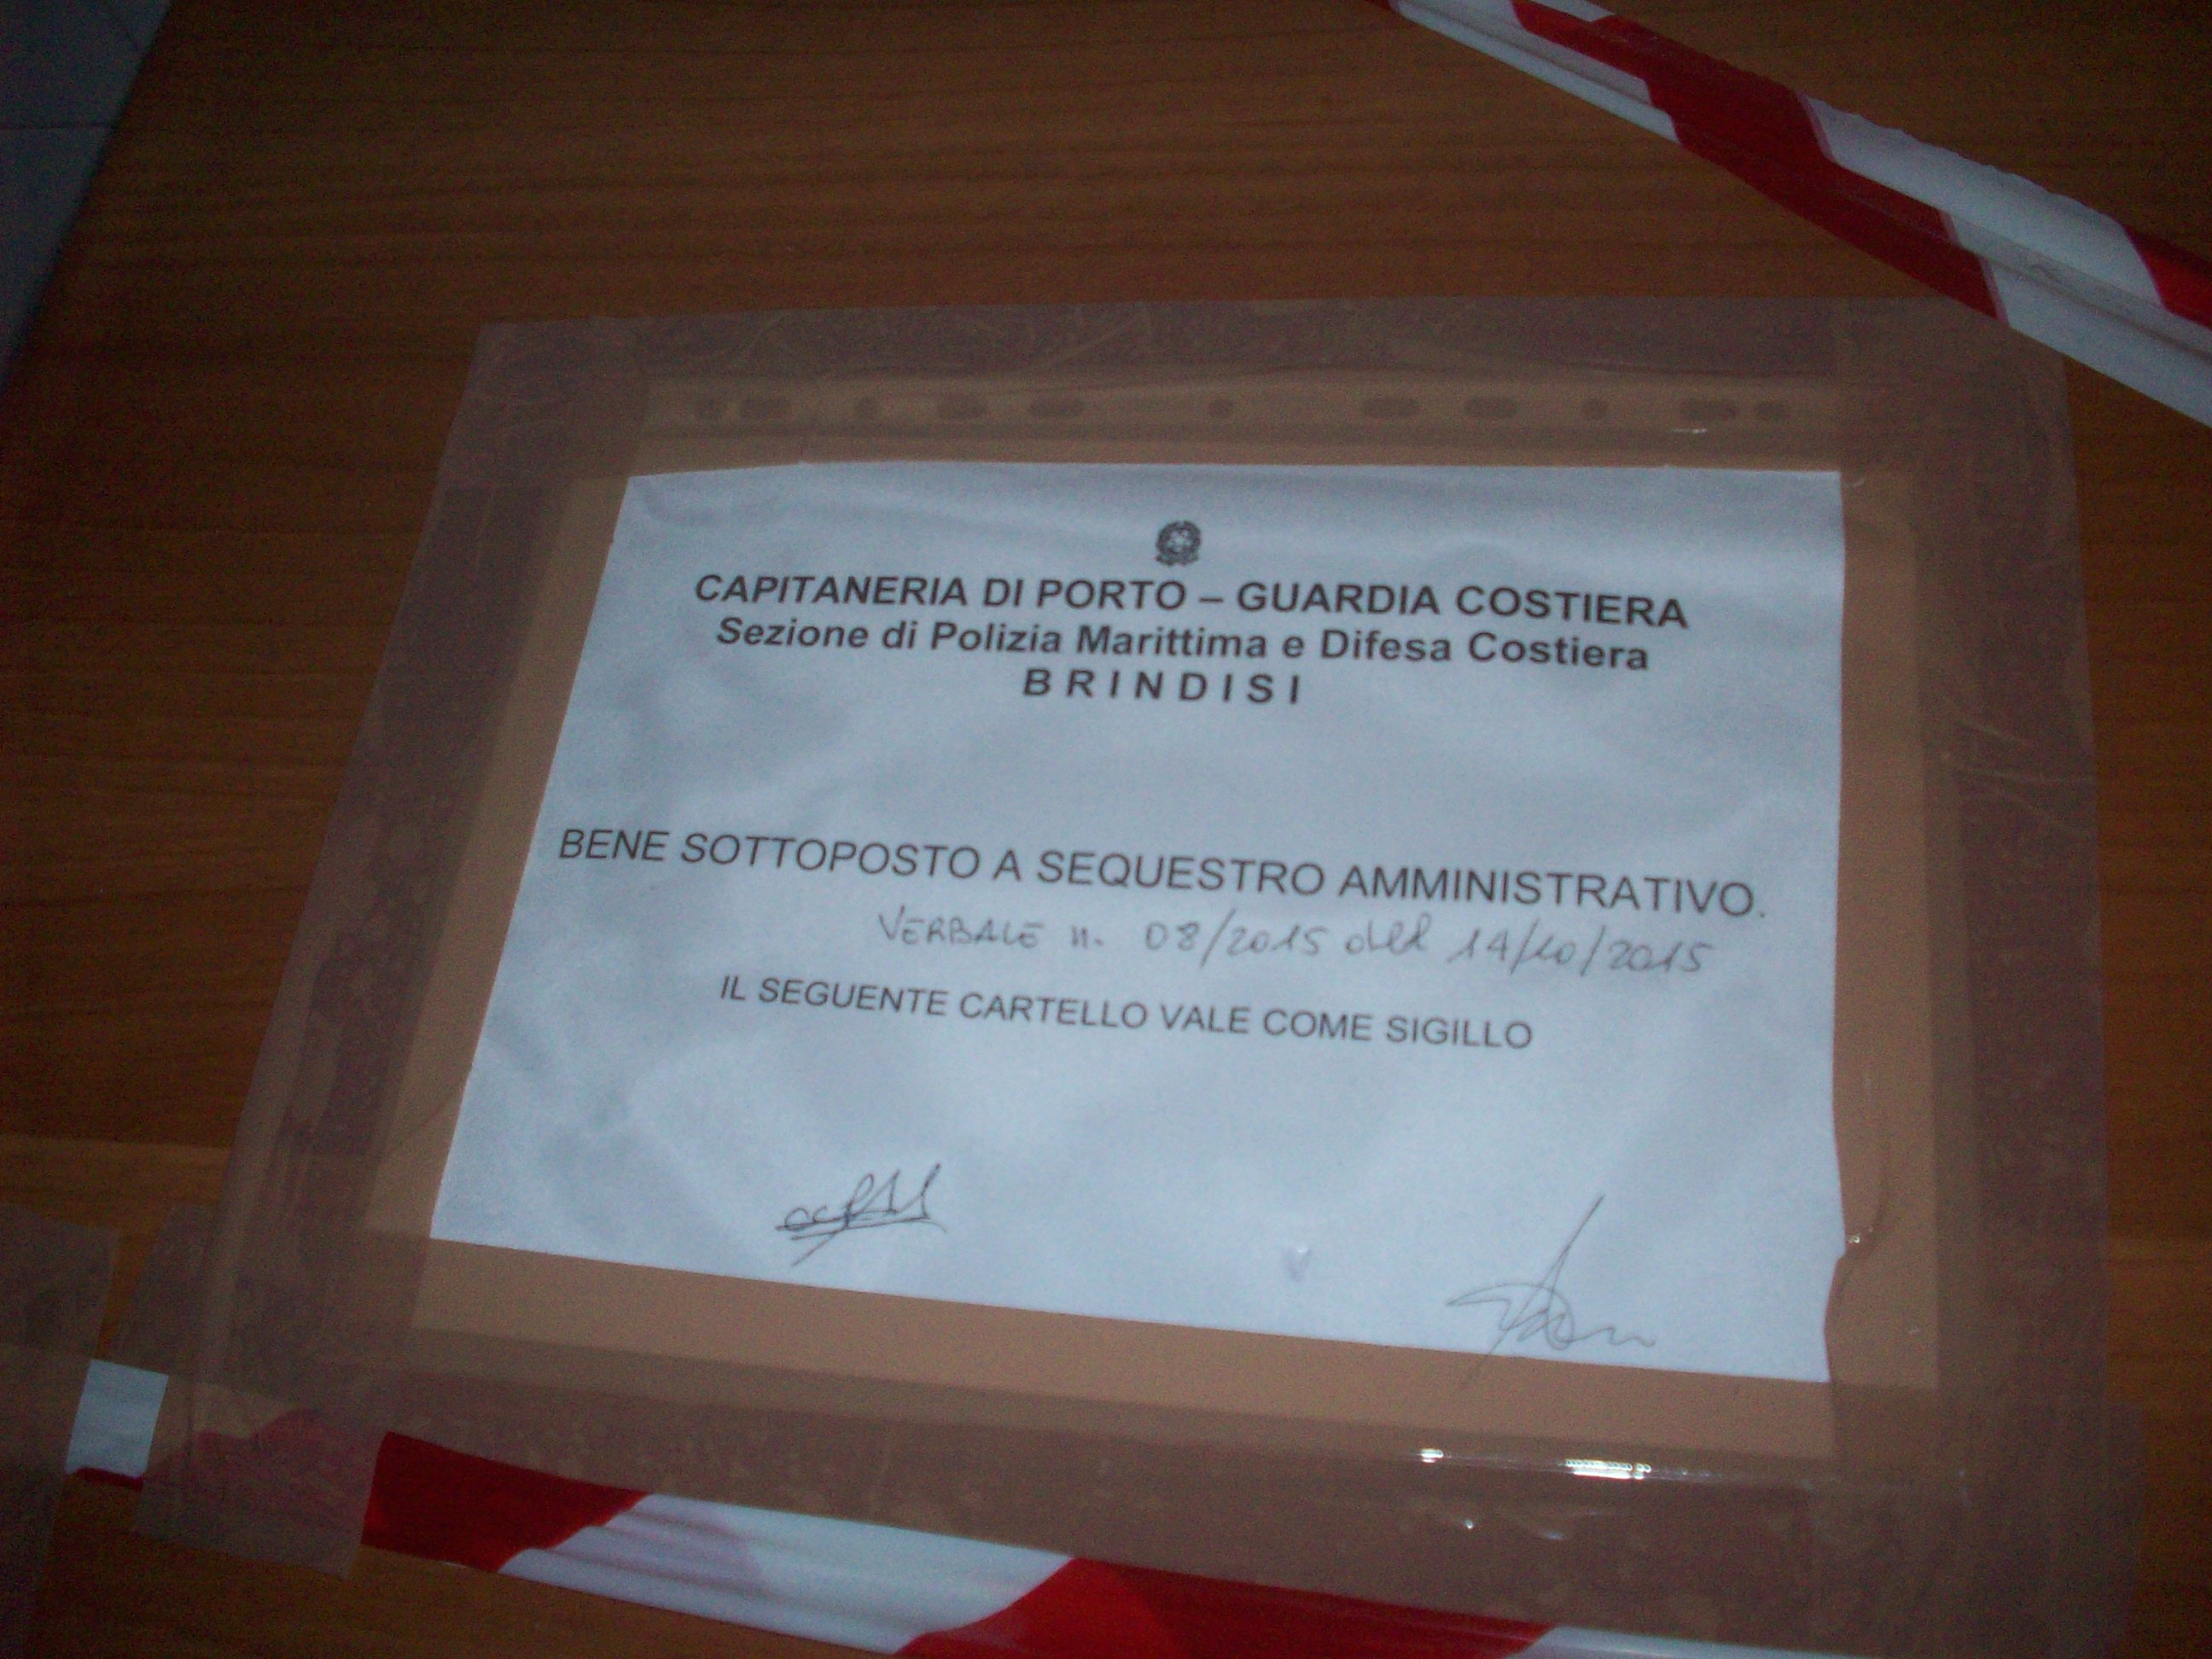 CAPITANERIA DI PORTO – GUARDIA COSTIERA
Sezione di Polizia Marittima e Difesa Costiera
BRINDISI
BENE SOTTOPOSTO A SEQUESTRO AMMINISTRATIVO.
VERBALE n. 08/2015 del 14/10/2015
IL SEGUENTE CARTELLO VALE COME SIGILLO